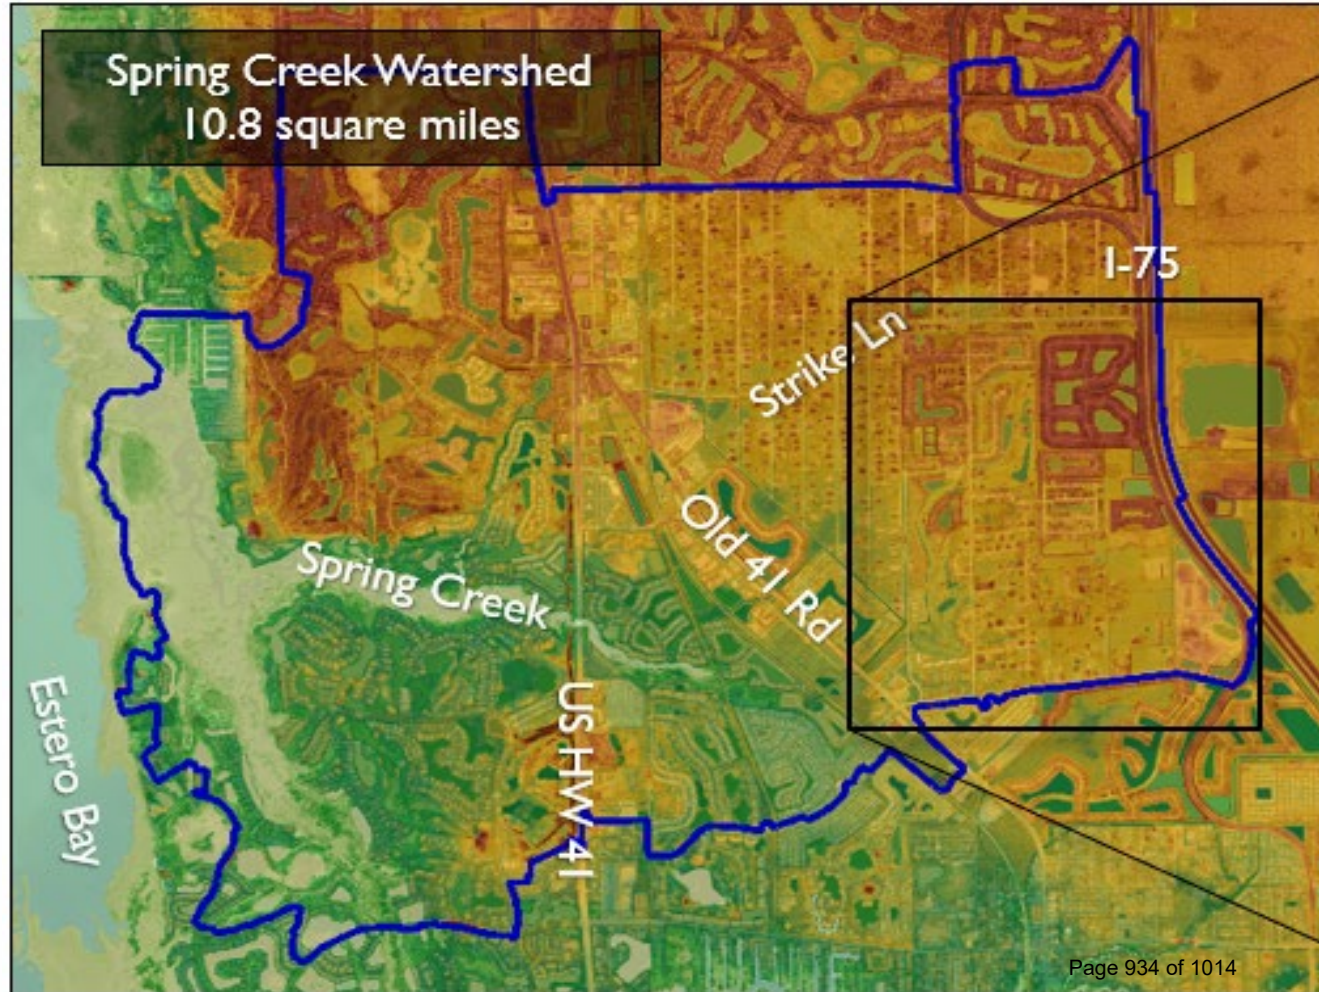 Spring Creek Watershed
10.8 square miles
I-75
Strike Ln
Old 41 Rd
Spring Creek
US HW 41
Estero Bay
Page 934 of 1014